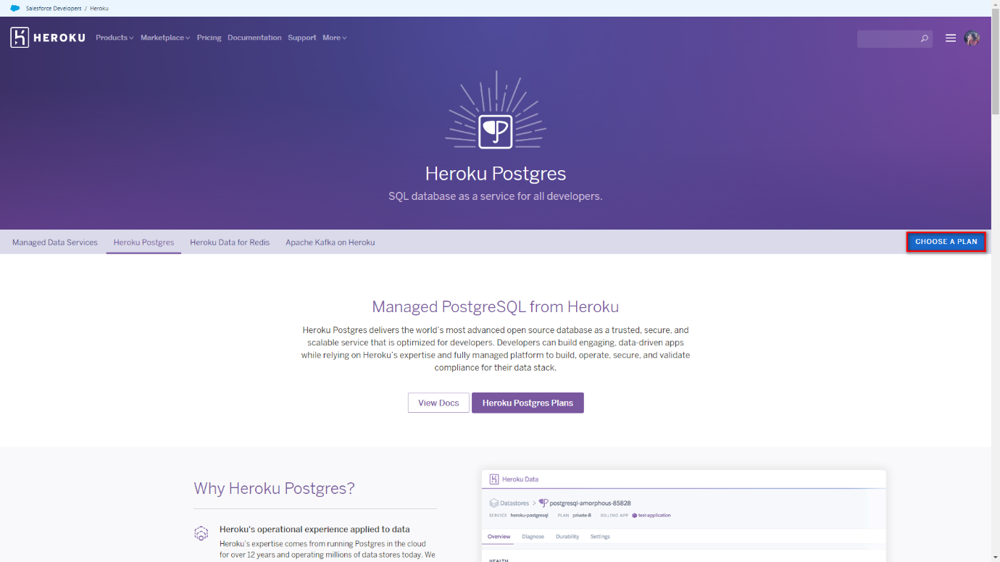 Salesforce Developers / Heroku
HEROKU Products Marketplace Pricing Documentation Support More
Heroku Postgres
SQL database as a service for all developers.
Managed Data Services Heroku Postgres Heroku Data for Redis Apache Kafka on Heroku CHOOSE A PLAN
Managed PostgreSQL from Heroku
Heroku Postgres delivers the world's most advanced open source database as a trusted, secure, and
scalable service that is optimized for developers. Developers can build engaging, data-driven apps
while relying on Heroku's expertise and fully managed platform to build, operate, secure, and validate
compliance for their data stack.
View Docs Heroku Postgres Plans
Why Heroku Postgres?
Heroku's operational experience applied to data
Heroku's expertise comes from running Postgres in the cloud
for over 12 years and operating millions of data stores today. We
Heroku Data
Datastores > postgresql-amorphous-85828
SERVICE heroku-postgresql PLAN private-8 BILLING APP test-application
Overview Diagnose Durability Settings
HEALTH